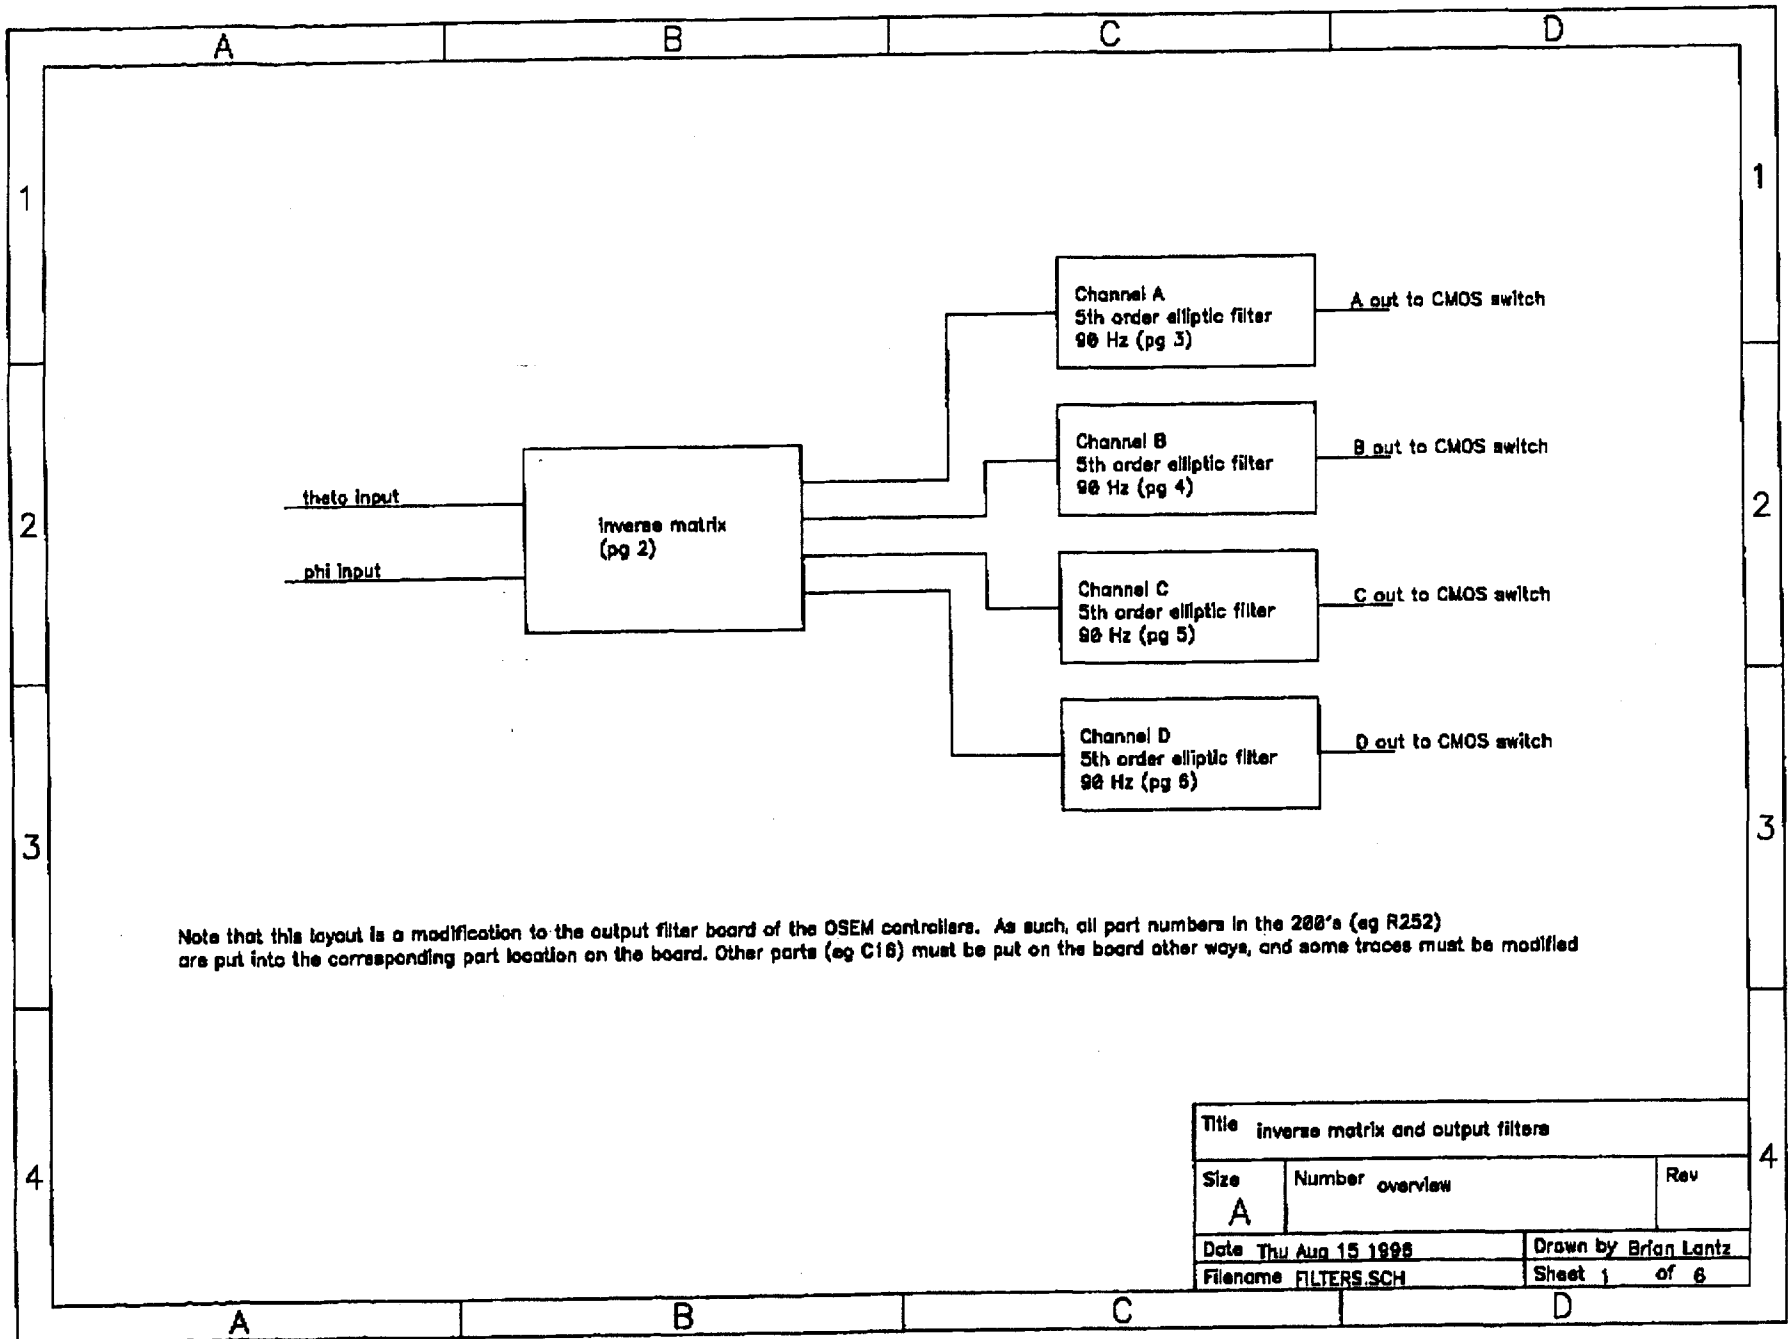 A B C D
1 1
Channel A
5th order elliptic filter
90 Hz (pg 3)
A out to CMOS switch
Channel B
5th order elliptic filter
90 Hz (pg 4)
B out to CMOS switch
theta input
phi input
inverse matrix
(pg 2)
2 2
Channel C
5th order elliptic filter
90 Hz (pg 5)
C out to CMOS switch
Channel D
5th order elliptic filter
90 Hz (pg 6)
D out to CMOS switch
3 3
Note that this layout is a modification to the output filter board of the OSEM controllers. As such, all part numbers in the 200's (eg R252)
are put into the corresponding part location on the board. Other parts (eg C16) must be put on the board other ways, and some traces must be modified
4 4
Title inverse matrix and output filters
Size A
Number overview
Rev
Date Thu Aug 15 1996
Drawn by Brian Lantz
Filename FILTERS.SCH
Sheet 1 of 6
A B C D